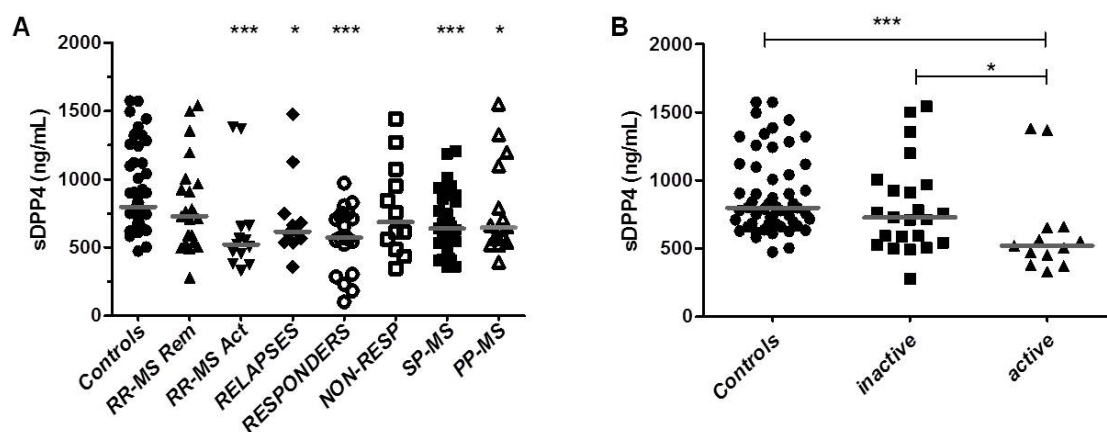 A
*** * *** *** *
2000
1500
1000
500
0
sDPP4 (ng/mL)
Controls
RR-MS Rem
RR-MS Act
RELAPSES
RESPONDERS
NON-RESP
SP-MS
PP-MS
B
***
*
2000
1500
1000
500
0
sDPP4 (ng/mL)
Controls
inactive
active